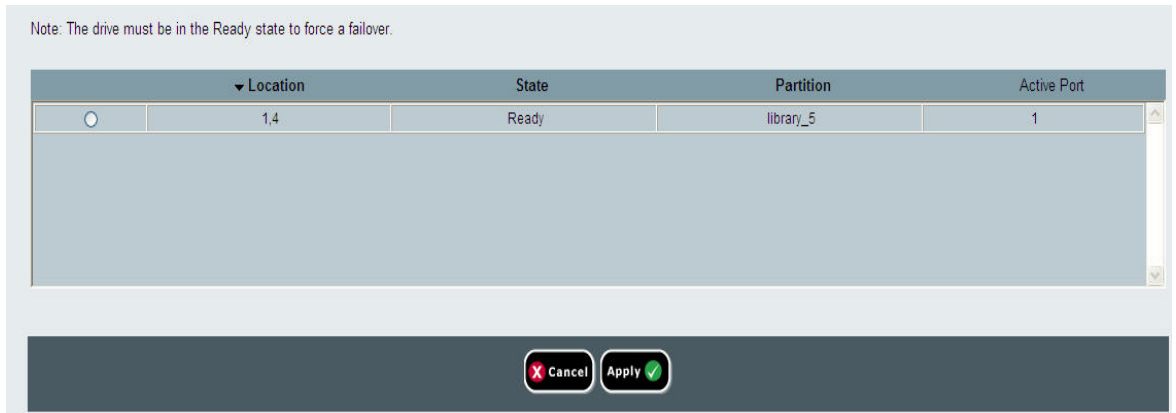 Note: The drive must be in the Ready state to force a failover.
Location State Partition Active Port
1,4 Ready library_5 1
Cancel Apply